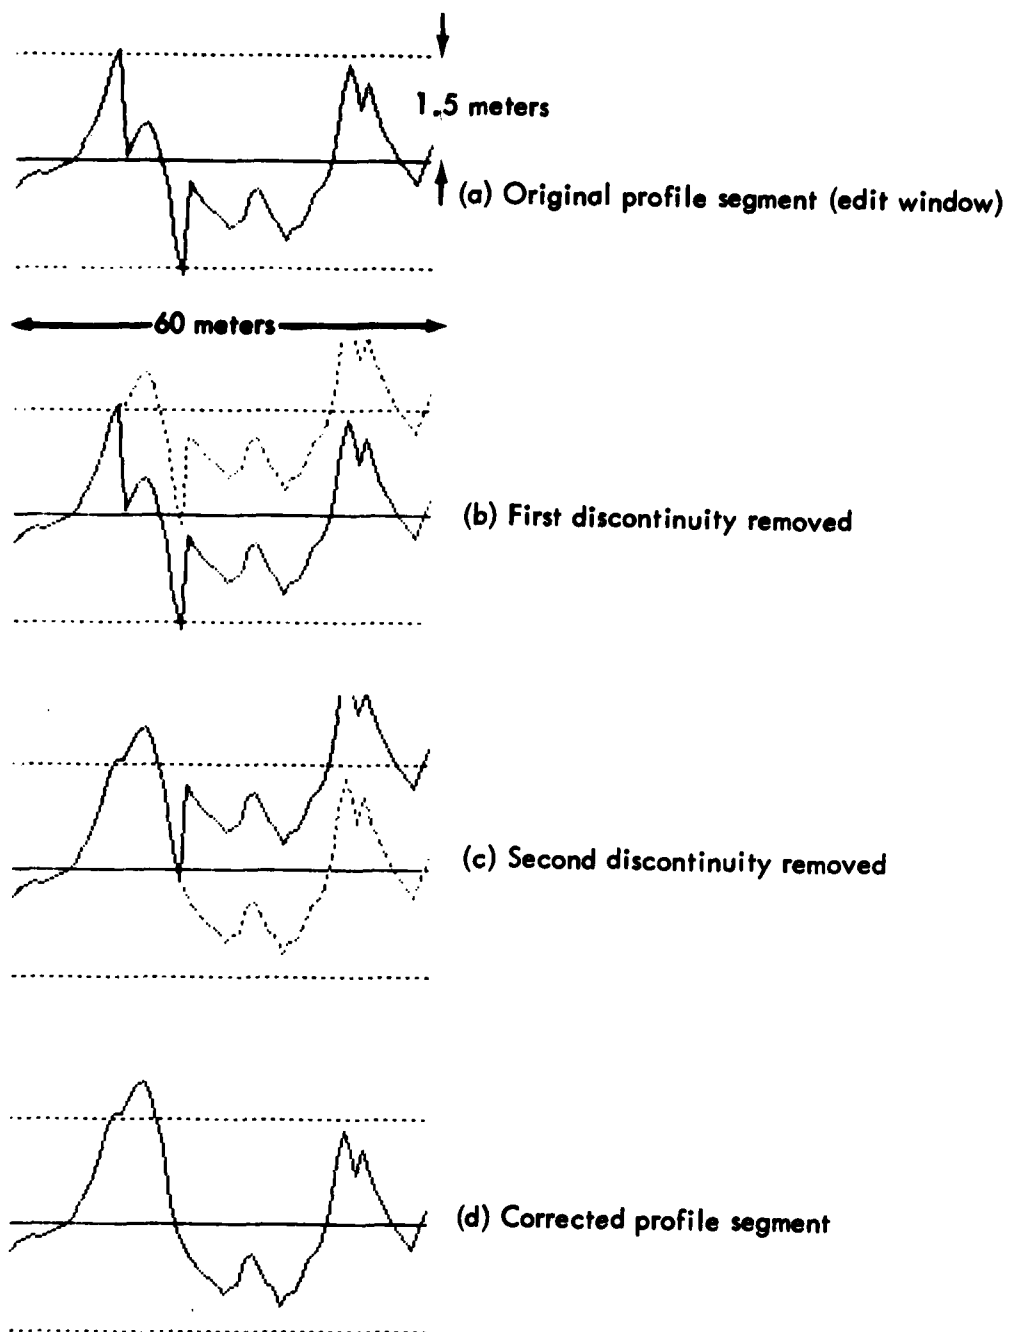 1.5 meters
(a) Original profile segment (edit window)
60 meters
(b) First discontinuity removed
(c) Second discontinuity removed
(d) Corrected profile segment